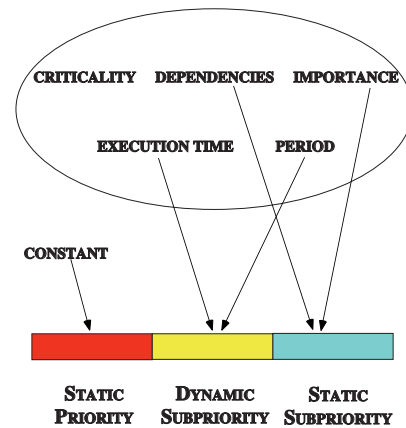 CRITICALITY DEPENDENCIES IMPORTANCE
EXECUTION TIME PERIOD
CONSTANT
STATIC PRIORITY
DYNAMIC SUBPRIORITY
STATIC SUBPRIORITY